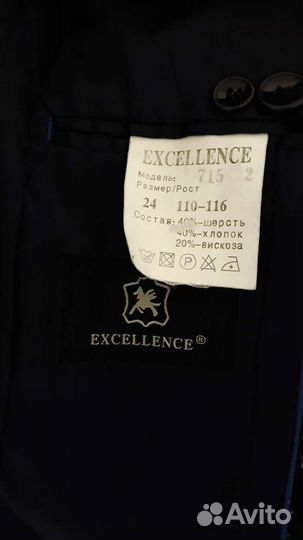 EXCELLENCE
Модель: 715 2
Размер/Рост
24 110-116
Состав: 40%-шерсть
40%-хлопок
20%-вискоза
EXCELLENCE®
Avito